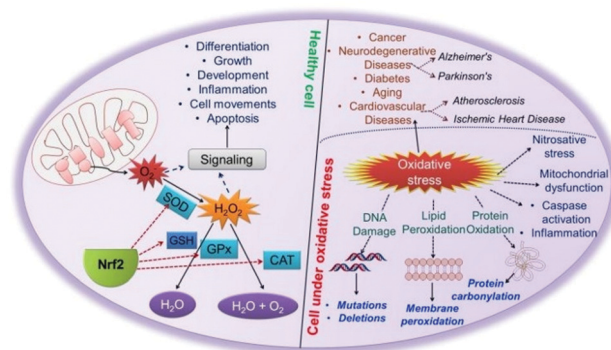 • Differentiation
• Growth
• Development
• Inflammation
• Cell movements
• Apoptosis
Signaling
O₂
SOD
H₂O₂
GSH
GPx
CAT
Nrf2
H₂O
H₂O + O₂
Healthy cell
Cell under oxidative stress
• Cancer
• Neurodegenerative
Diseases
• Diabetes
• Aging
• Cardiovascular
Diseases
Alzheimer's
Parkinson's
Atherosclerosis
Ischemic Heart Disease
Oxidative
stress
Nitrosative
stress
Mitochondrial
dysfunction
• Caspase
activation
• Inflammation
DNA
Damage
Lipid
Peroxidation
Protein
Oxidation
• Mutations
• Deletions
Membrane
peroxidation
Protein
carbonylation